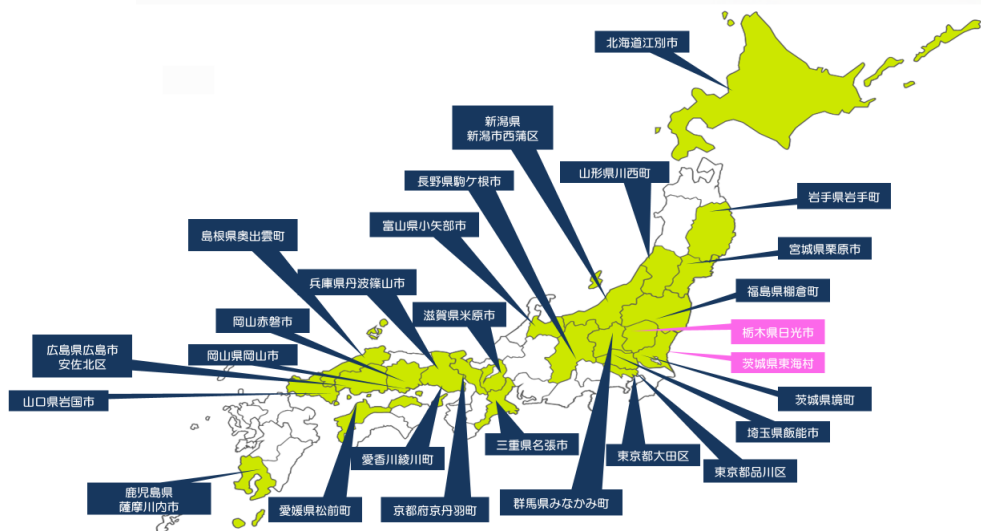 北海道江別市
新潟県
新潟市西蒲区
山形県川西町
長野県駒ケ根市
岩手県岩手町
富山県小矢部市
島根県奥出雲町
宮城県栗原市
兵庫県丹波篠山市
福島県棚倉町
滋賀県米原市
岡山赤磐市
栃木県日光市
広島県広島市
安佐北区
岡山県岡山市
茨城県東海村
山口県岩国市
茨城県境町
埼玉県飯能市
三重県名張市
東京都大田区
愛香川綾川町
東京都品川区
鹿児島県
薩摩川内市
愛媛県松前町
京都府京丹羽町
群馬県みなかみ町